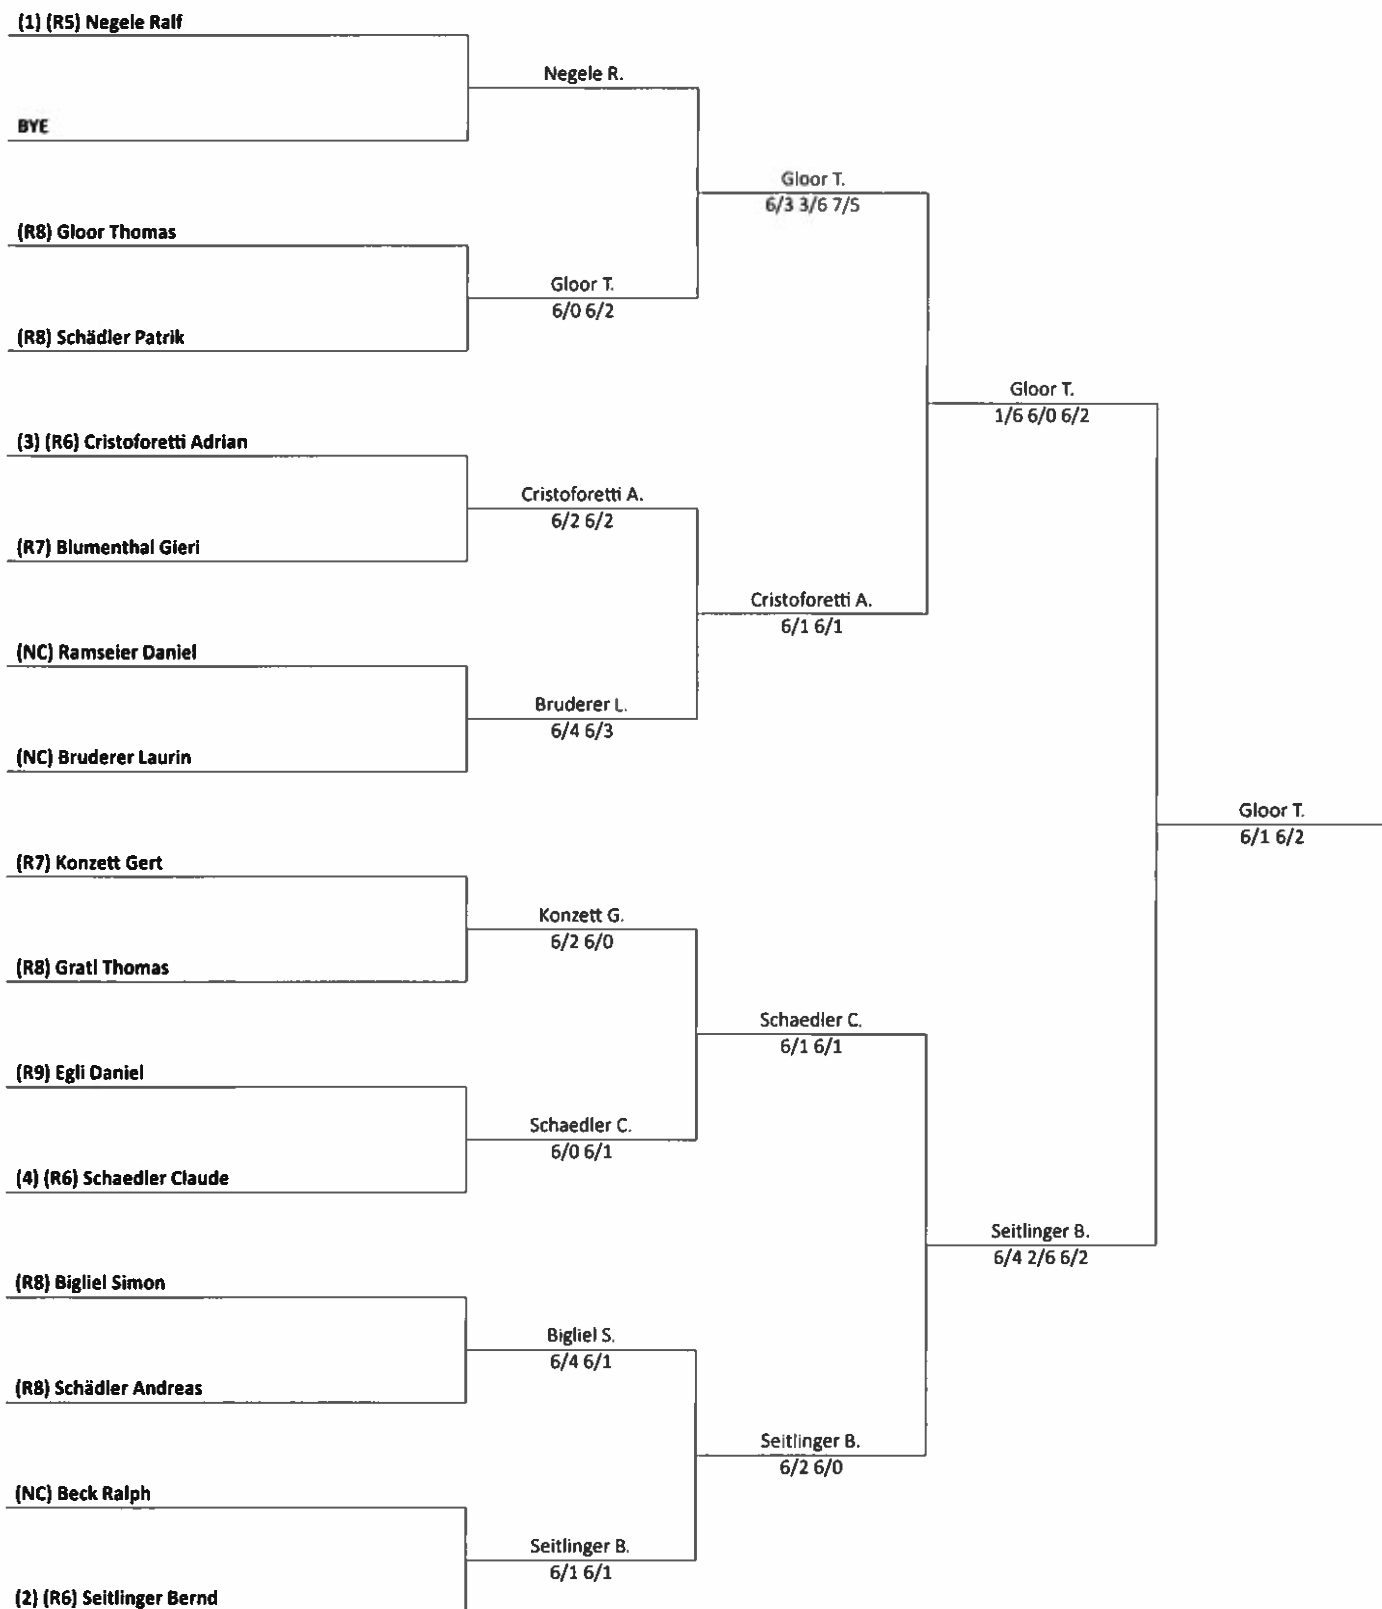 (1) (R5) Negele Ralf
Negele R.
BYE
Gloor T.
6/3 3/6 7/5
(R8) Gloor Thomas
Gloor T.
6/0 6/2
(R8) Schädler Patrik
Gloor T.
1/6 6/0 6/2
(3) (R6) Cristoforetti Adrian
Cristoforetti A.
6/2 6/2
(R7) Blumenthal Gieri
Cristoforetti A.
6/1 6/1
(NC) Ramseier Daniel
Bruderer L.
6/4 6/3
(NC) Bruderer Laurin
Gloor T.
6/1 6/2
(R7) Konzett Gert
Konzett G.
6/2 6/0
(R8) Gratl Thomas
Schaedler C.
6/1 6/1
(R9) Egli Daniel
Schaedler C.
6/0 6/1
(4) (R6) Schaedler Claude
Seitlinger B.
6/4 2/6 6/2
(R8) Bigliel Simon
Bigliel S.
6/4 6/1
(R8) Schädler Andreas
Seitlinger B.
6/2 6/0
(NC) Beck Ralph
Seitlinger B.
6/1 6/1
(2) (R6) Seitlinger Bernd